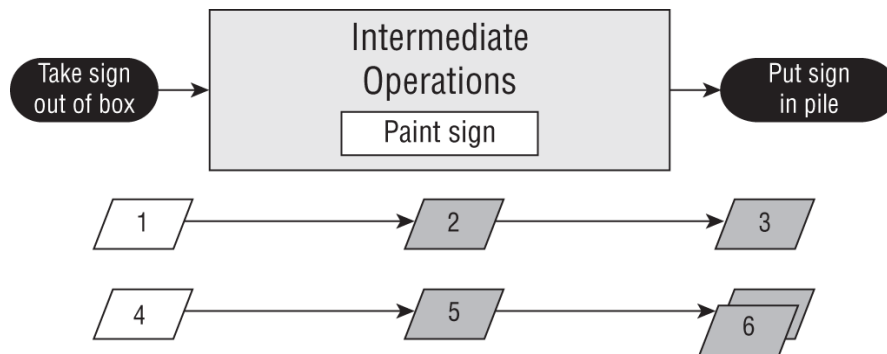 Take sign
out of box
Intermediate
Operations
Paint sign
Put sign
in pile
1
2
3
4
5
6